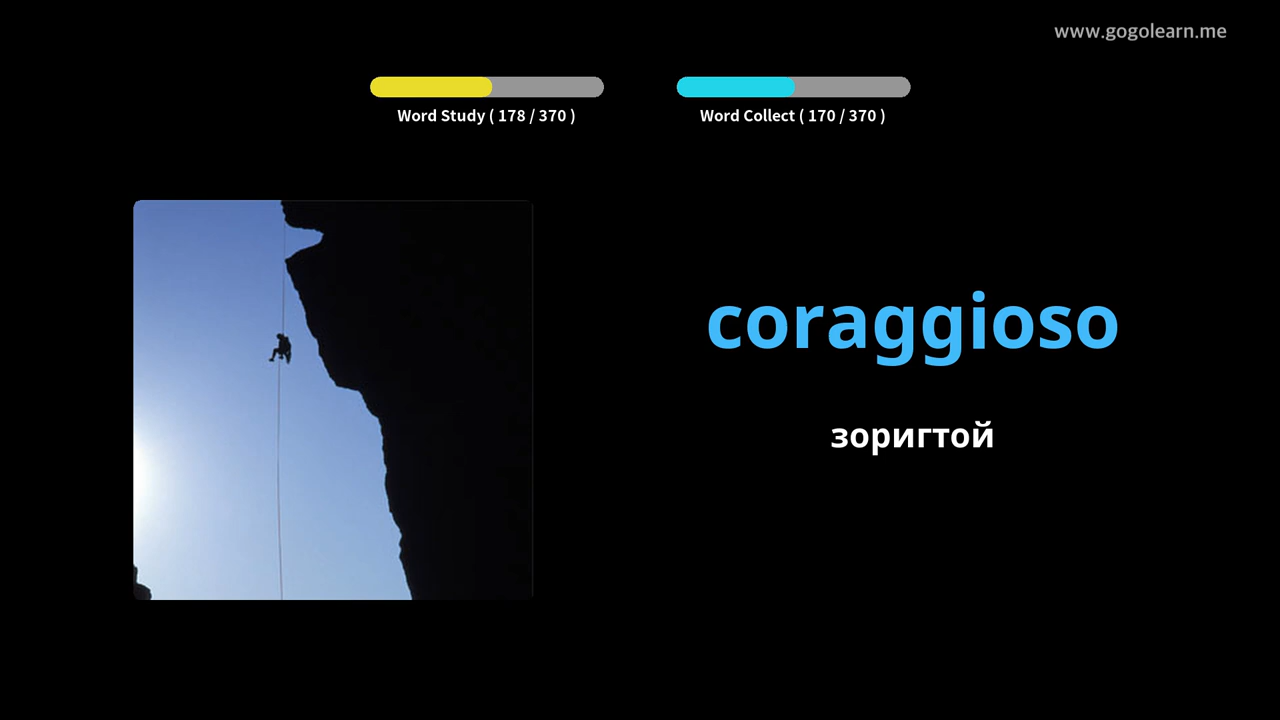 www.gogolearn.me
Word Study ( 178 / 370 )
Word Collect ( 170 / 370 )
coraggioso
зоригтой